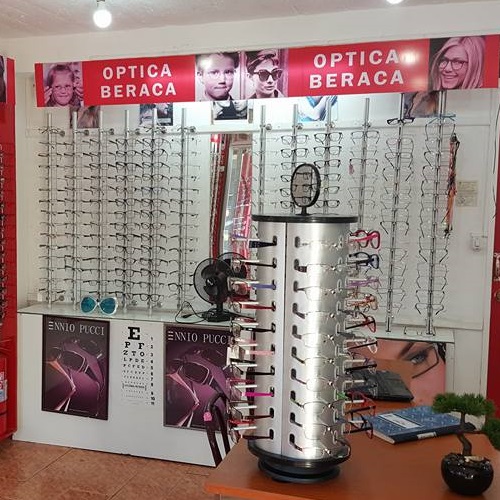 OPTICA
BERACA
OPTICA
BERACA
ENNIO PUCCI
E
F P
T O Z
ENNIO PUCCI